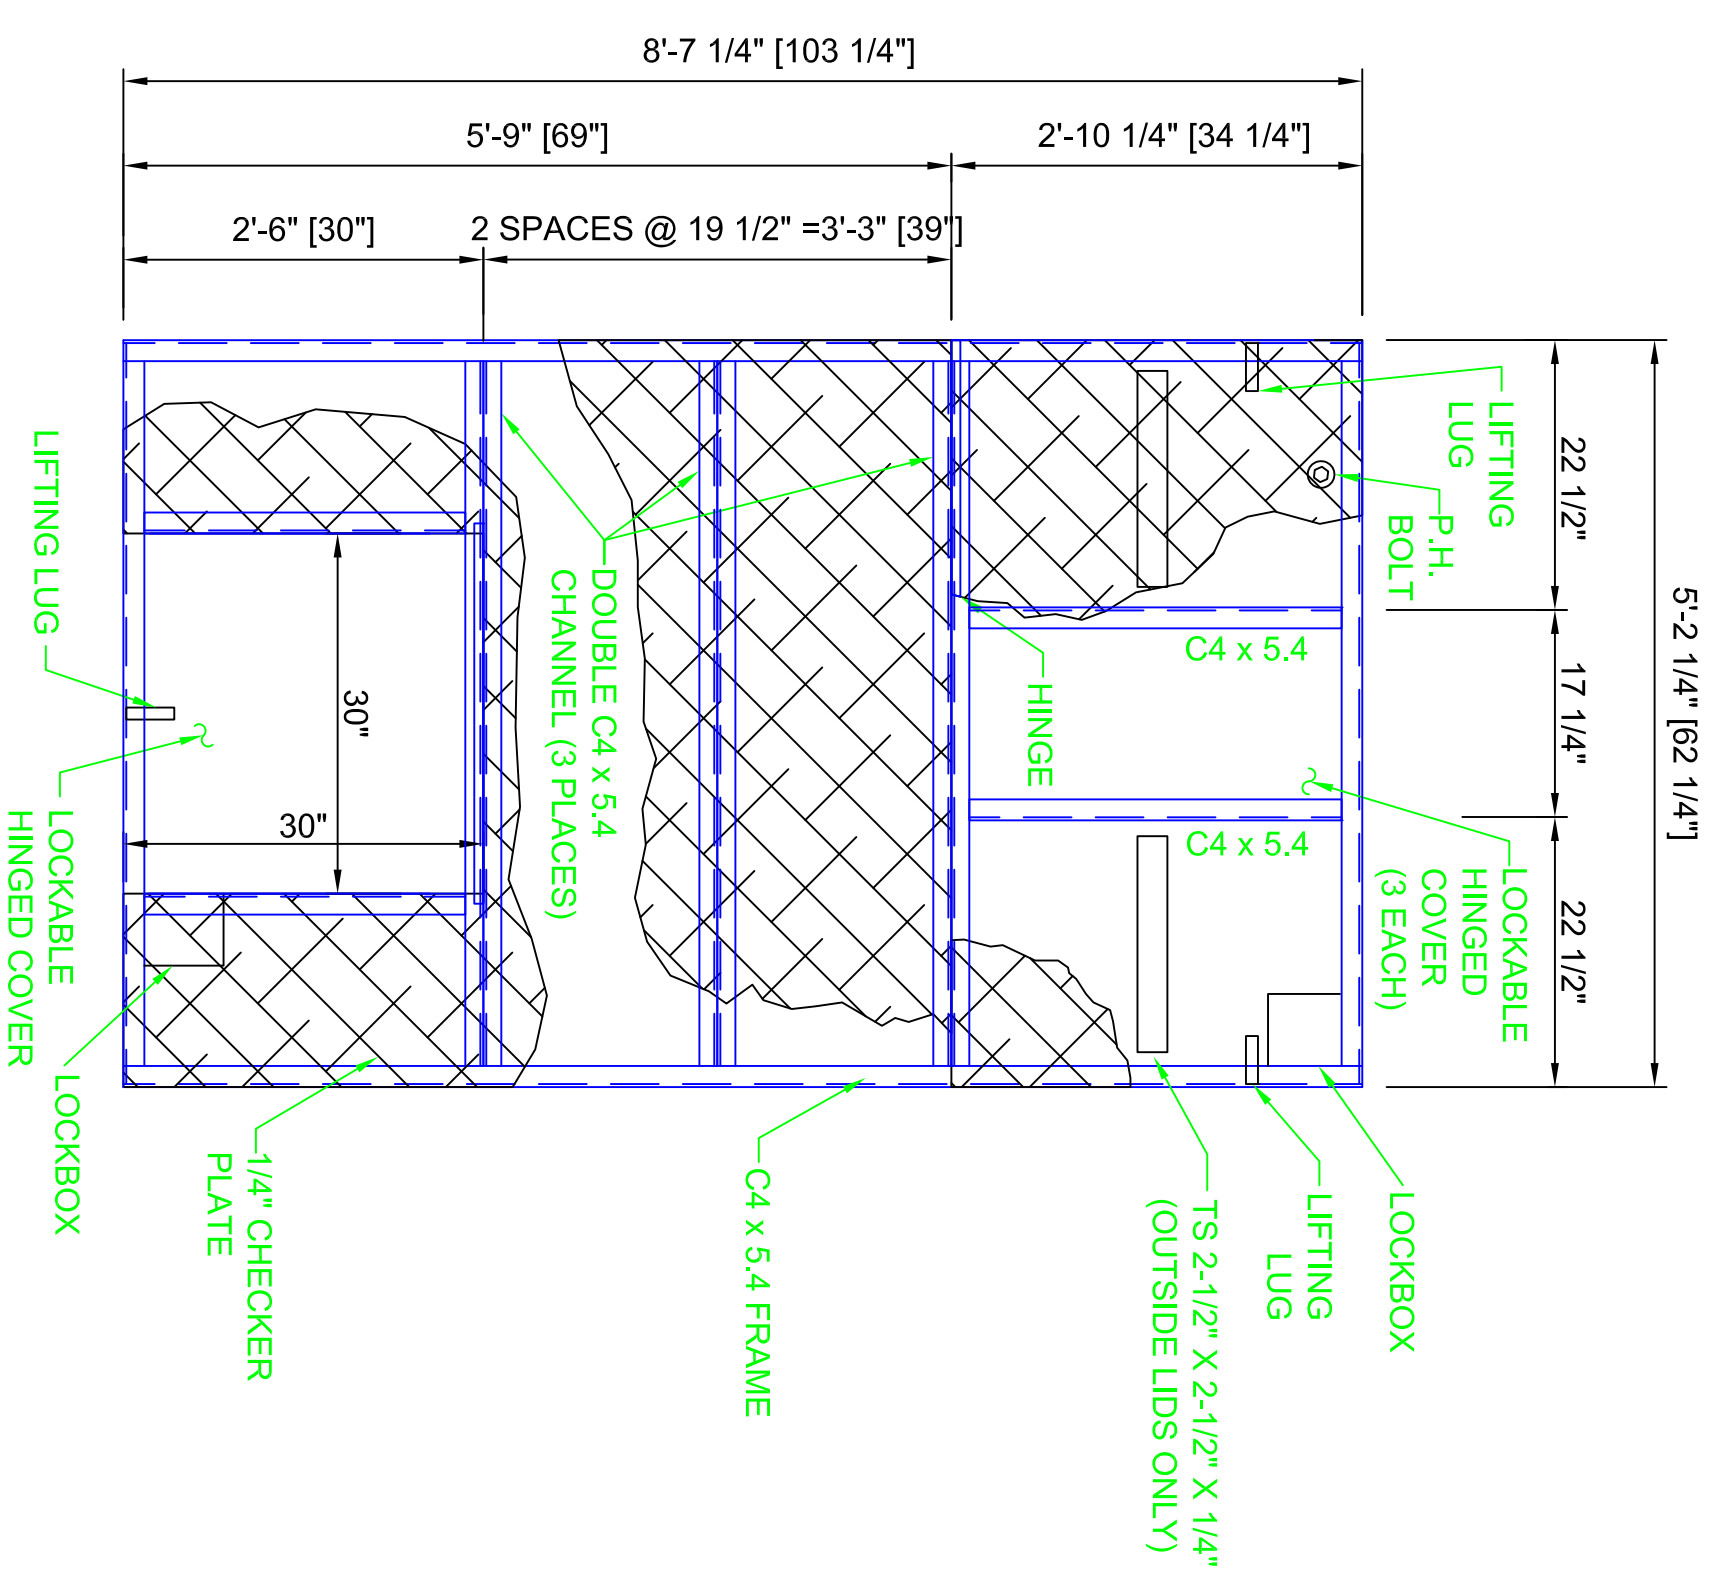 8'-7 1/4" [103 1/4"]
5'-9" [69"]
2'-10 1/4" [34 1/4"]
2'-6" [30"]
2 SPACES @ 19 1/2" =3'-3" [39"]
5'-2 1/4" [62 1/4"]
22 1/2"
17 1/4"
22 1/2"
LIFTING
LUG
P.H.
BOLT
C4 x 5.4
C4 x 5.4
HINGE
LOCKABLE
HINGED
COVER
(3 EACH)
DOUBLE C4 x 5.4
CHANNEL (3 PLACES)
30"
30"
LIFTING LUG
LOCKABLE
HINGED COVER
LOCKBOX
1/4" CHECKER
PLATE
C4 x 5.4 FRAME
TS 2-1/2" X 2-1/2" X 1/4"
(OUTSIDE LIDS ONLY)
LIFTING
LUG
LOCKBOX